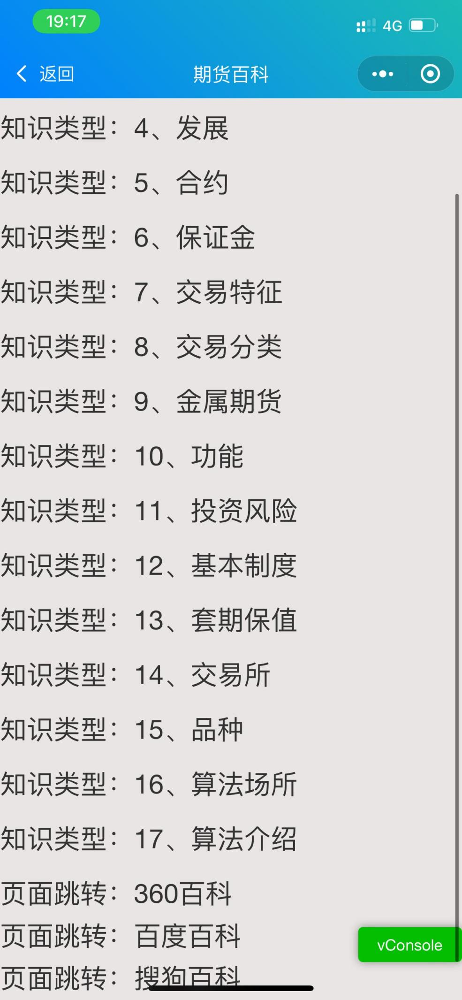 19:17
4G
返回
期货百科
知识类型：4、发展
知识类型：5、合约
知识类型：6、保证金
知识类型：7、交易特征
知识类型：8、交易分类
知识类型：9、金属期货
知识类型：10、功能
知识类型：11、投资风险
知识类型：12、基本制度
知识类型：13、套期保值
知识类型：14、交易所
知识类型：15、品种
知识类型：16、算法场所
知识类型：17、算法介绍
页面跳转：360百科
页面跳转：百度百科
vConsole
页面跳转：搜狗百科